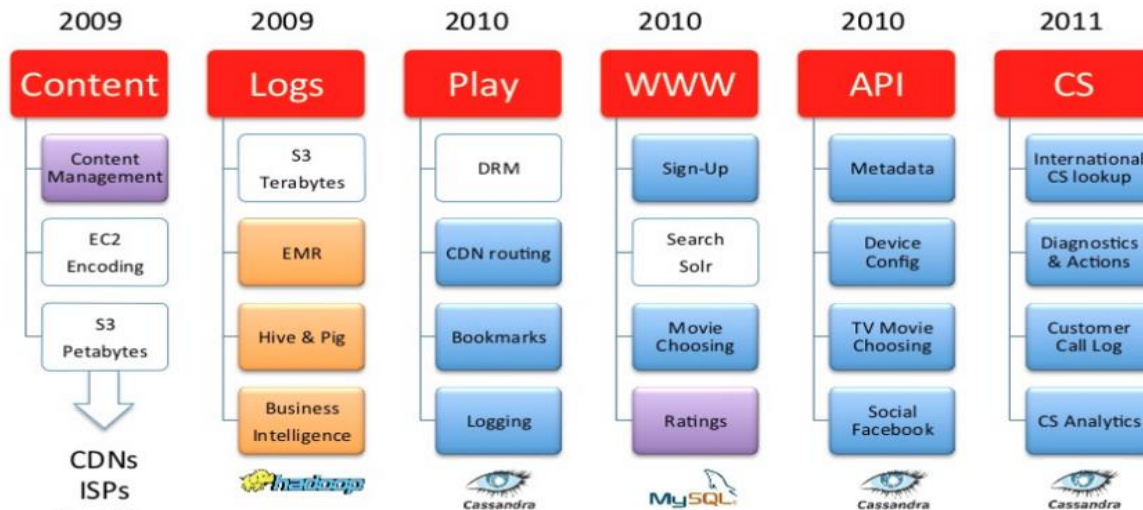 2009
2009
2010
2010
2010
2011
Content
Logs
Play
WWW
API
CS
Content
Management
EC2
Encoding
S3
Petabytes
CDNs
ISPs
S3
Terabytes
EMR
Hive & Pig
Business
Intelligence
hadoop
DRM
CDN routing
Bookmarks
Logging
Cassandra
Sign-Up
Search
Solr
Movie
Choosing
Ratings
MySQL
Metadata
Device
Config
TV Movie
Choosing
Social
Facebook
Cassandra
International
CS lookup
Diagnostics
& Actions
Customer
Call Log
CS Analytics
Cassandra